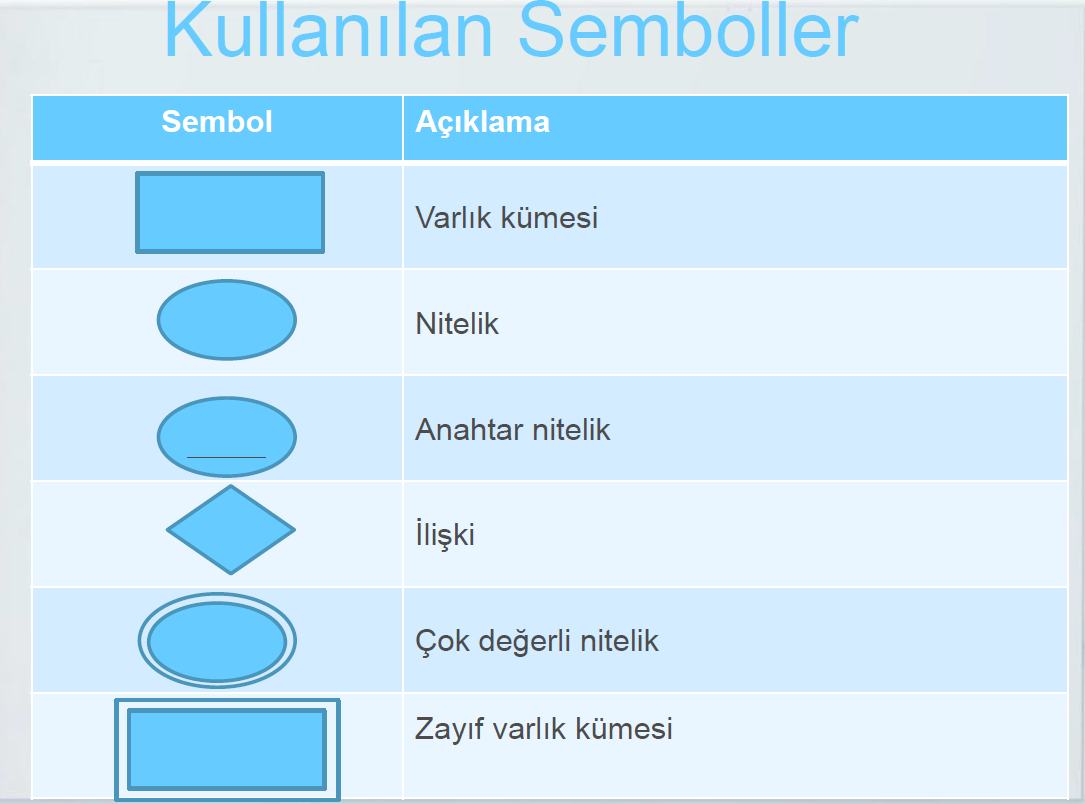 Kullanılan Semboller
Sembol Açıklama
Varlık kümesi
Nitelik
Anahtar nitelik
İlişki
Çok değerli nitelik
Zayıf varlık kümesi